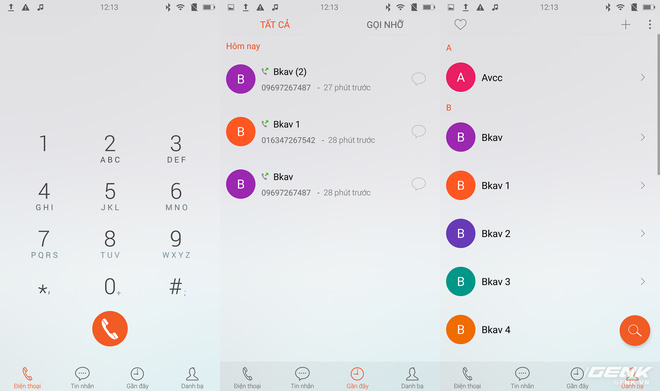 12:13
1
2
ABC
3
DEF
4
GHI
5
JKL
6
MNO
7
PQRS
8
TUV
9
WXYZ
*,
0+
#;
Điện thoại
Tin nhắn
Gần đây
Danh bạ
12:13
TẤT CẢ
GỌI NHỠ
Hôm nay
B
Bkav (2)
09697267487 - 27 phút trước
B
Bkav 1
016347267542 - 28 phút trước
B
Bkav
09697267487 - 28 phút trước
Điện thoại
Tin nhắn
Gần đây
Danh bạ
12:13
A
A
Avcc
B
B
Bkav
B
Bkav 1
B
Bkav 2
B
Bkav 3
B
Bkav 4
Điện thoại
Tin nhắn
Gần đây
Danh bạ
GENK